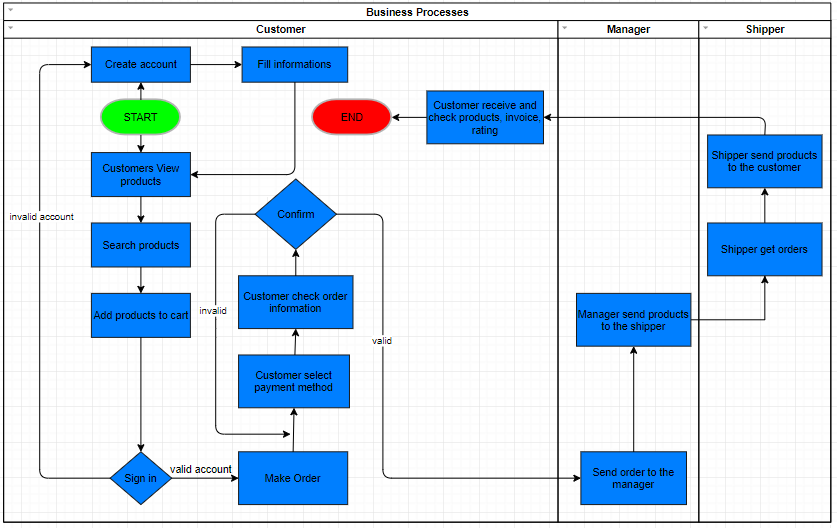 Business Processes
Customer
Manager
Shipper
Create account
Fill informations
START
END
Customer receive and
check products, invoice,
rating
Customers View
products
Shipper send products
to the customer
invalid account
Confirm
Search products
Shipper get orders
Customer check order
information
Add products to cart
invalid
Manager send products
to the shipper
valid
Customer select
payment method
Sign in
valid account
Make Order
Send order to the
manager